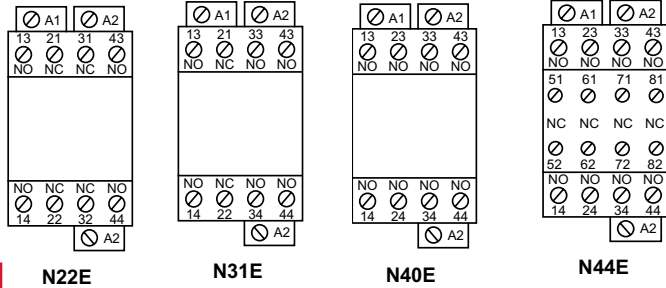 A1 A2
13 21 31 43
NO NC NC NO
NO NC NC NO
14 22 32 44
A2
N22E
A1 A2
13 21 33 43
NO NC NO NO
NO NC NO NO
14 22 34 44
A2
N31E
A1 A2
13 23 33 43
NO NO NO NO
NO NO NO NO
14 24 34 44
A2
N40E
A1 A2
13 23 33 43
NO NO NO NO
51 61 71 81
NC NC NC NC
52 62 72 82
NO NO NO NO
14 24 34 44
A2
N44E